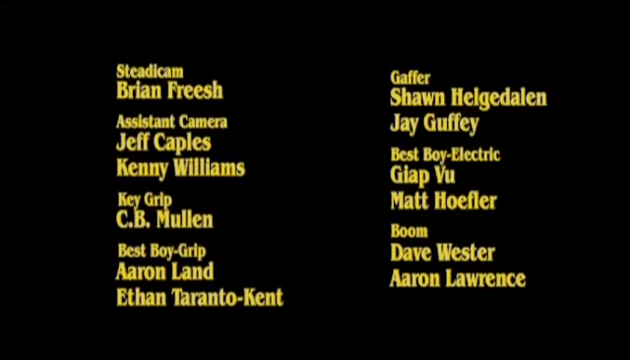 Steadicam
Brian Freesh
Assistant Camera
Jeff Caples
Kenny Williams
Key Grip
C.B. Mullen
Best Boy-Grip
Aaron Land
Ethan Taranto-Kent
Gaffer
Shawn Helgedalen
Jay Guffey
Best Boy-Electric
Giap Vu
Matt Hoefler
Boom
Dave Wester
Aaron Lawrence